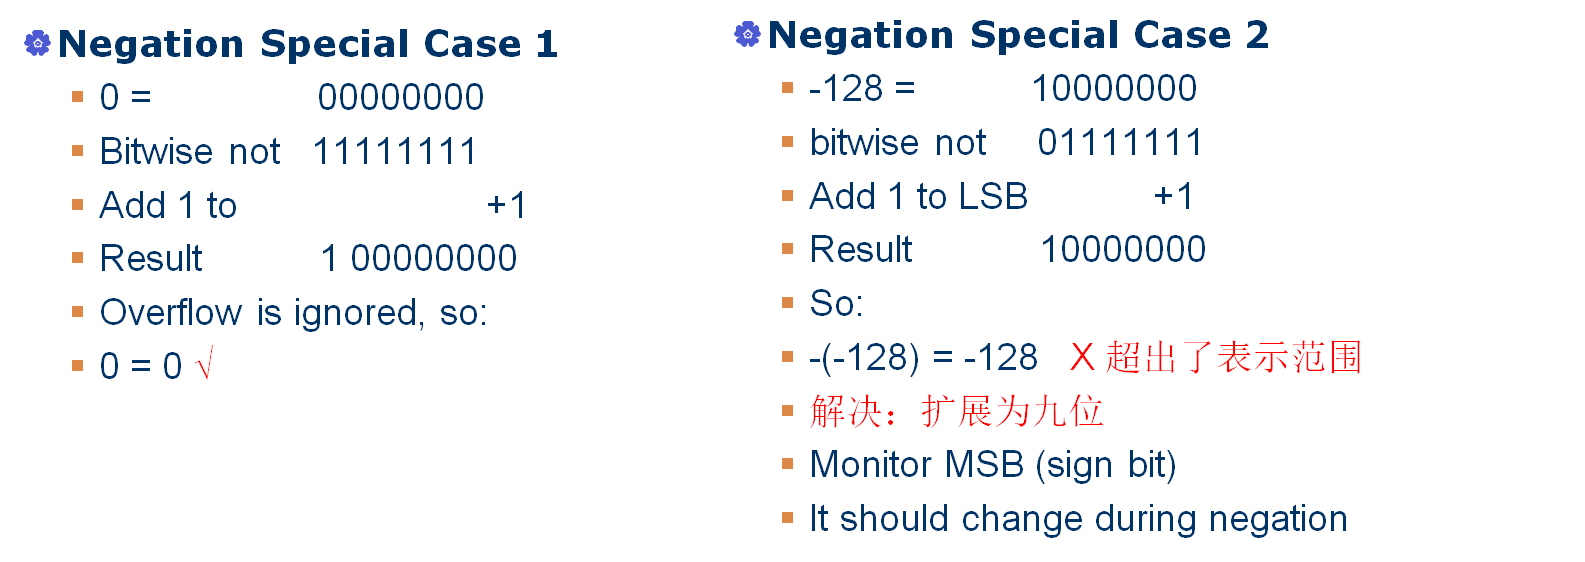 Negation Special Case 1
0 = 00000000
Bitwise not 11111111
Add 1 to +1
Result 1 00000000
Overflow is ignored, so:
0 = 0 √
Negation Special Case 2
-128 = 10000000
bitwise not 01111111
Add 1 to LSB +1
Result 10000000
So:
-(-128) = -128 X 超出了表示范围
解决：扩展为九位
Monitor MSB (sign bit)
It should change during negation